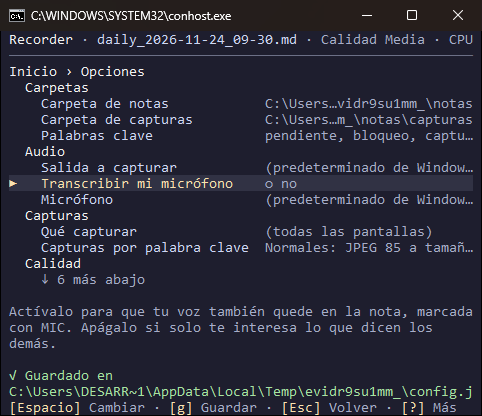 C:\WINDOWS\SYSTEM32\conhost.exe
Recorder · daily_2026-11-24_09-30.md · Calidad Media · CPU
Inicio › Opciones
Carpetas
Carpeta de notas C:\Users…vidr9su1mm_\notas
Carpeta de capturas C:\Us…m_\notas\capturas
Palabras clave pendiente, bloqueo, captu…
Audio
Salida a capturar (predeterminado de Window…
► Transcribir mi micrófono o no
Micrófono (predeterminado de Window…
Capturas
Qué capturar (todas las pantallas)
Capturas por palabra clave Normales: JPEG 85 a tamañ…
Calidad
↓ 6 más abajo
Actívalo para que tu voz también quede en la nota, marcada
con MIC. Apágalo si solo te interesa lo que dicen los
demás.
√ Guardado en
C:\Users\DESARR~1\AppData\Local\Temp\evidr9su1mm_\config.j
[Espacio] Cambiar · [g] Guardar · [Esc] Volver · [?] Más